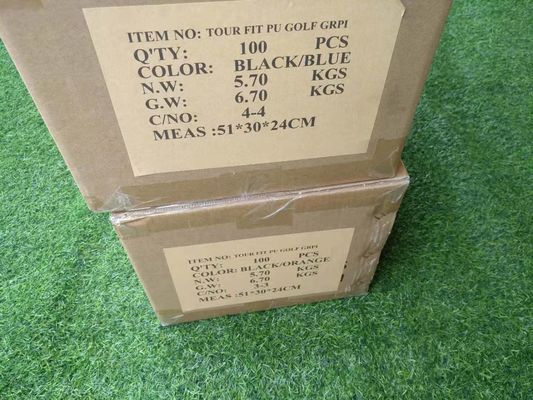 ITEM NO: TOUR FIT PU GOLF GRPI
Q'TY: 100 PCS
COLOR: BLACK/BLUE
N.W: 5.70 KGS
G.W: 6.70 KGS
C/NO: 4-4
MEAS :51*30*24CM
ITEM NO: TOUR FIT PU GOLF GRPI
Q'TY: 100 PCS
COLOR: BLACK/ORANGE
N.W: 5.70 KGS
G.W: 6.70 KGS
C/NO: 3-3
MEAS :51*30*24CM